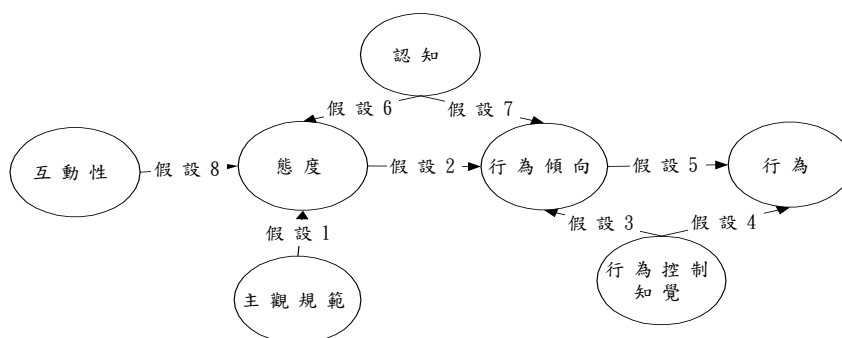 認知
假設6
假設7
互動性
假設8
態度
假設2
行為傾向
假設5
行為
假設1
假設3
假設4
主觀規範
行為控制
知覺